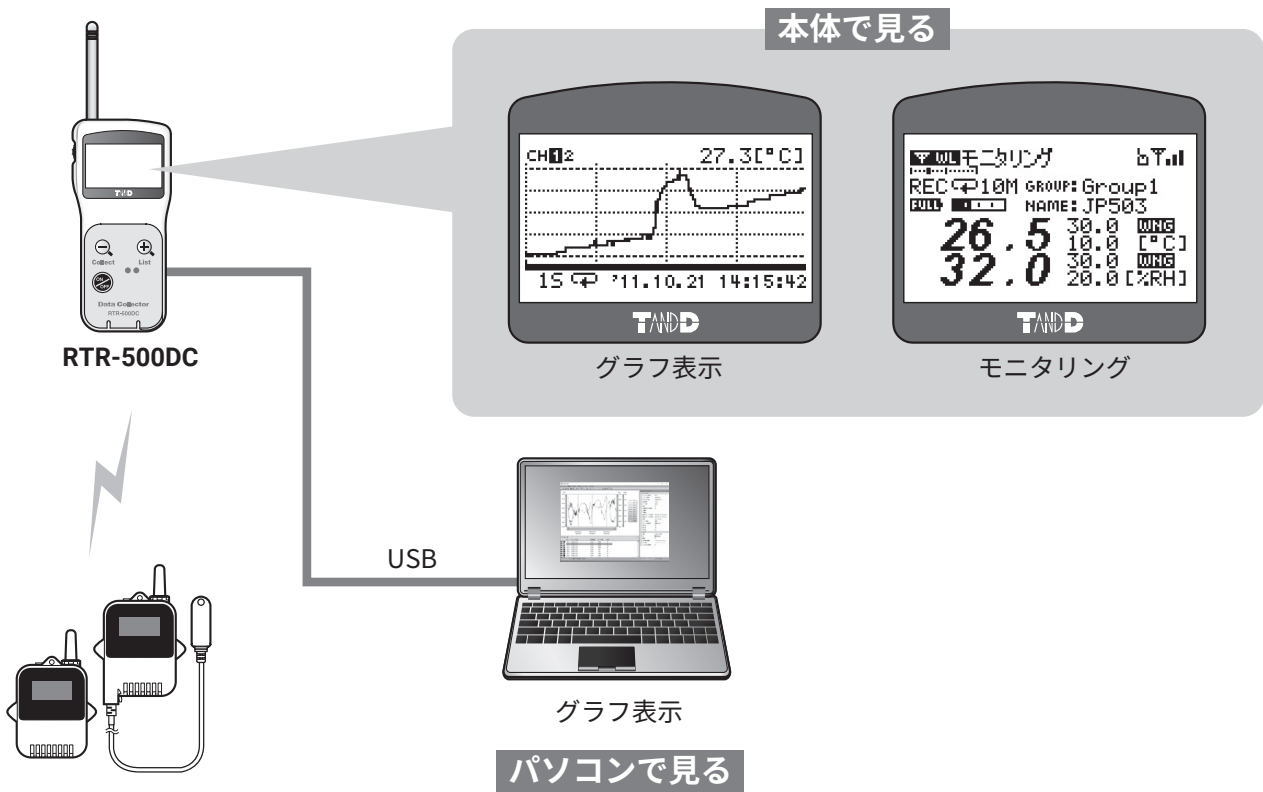 本体で見る
CH12 27.3[°C]
1S '11.10.21 14:15:42
T AND D
グラフ表示
WL モニタリング
REC 10M GROUP:Group1
FULL NAME:JP503
26.5 30.0 WNG
10.0 [°C]
32.0 30.0 WNG
20.0 [%RH]
T AND D
モニタリング
T AND D
Collect List
Data Collector
RTR-500DC
RTR-500DC
USB
グラフ表示
パソコンで見る